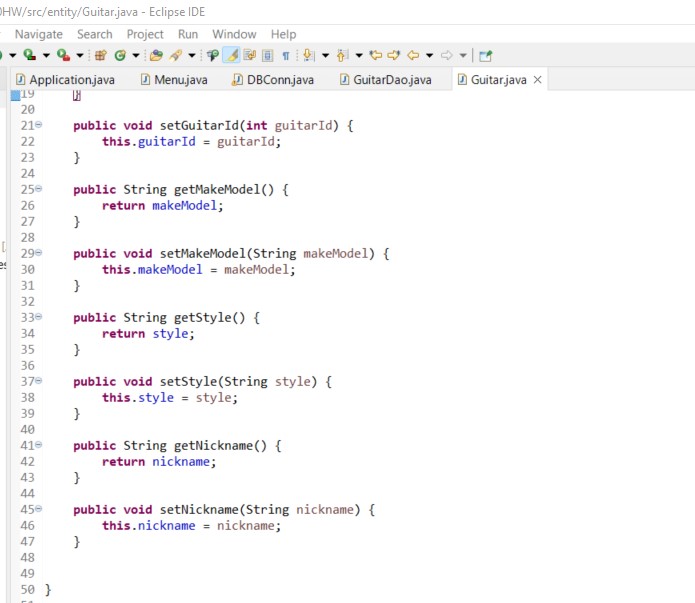 0HW/src/entity/Guitar.java - Eclipse IDE
Navigate Search Project Run Window Help
Application.java Menu.java DBConn.java GuitarDao.java Guitar.java
19 }
20
21 public void setGuitarId(int guitarId) {
22 this.guitarId = guitarId;
23 }
24
25 public String getMakeModel() {
26 return makeModel;
27 }
28
29 public void setMakeModel(String makeModel) {
30 this.makeModel = makeModel;
31 }
32
33 public String getStyle() {
34 return style;
35 }
36
37 public void setStyle(String style) {
38 this.style = style;
39 }
40
41 public String getNickname() {
42 return nickname;
43 }
44
45 public void setNickname(String nickname) {
46 this.nickname = nickname;
47 }
48
49
50 }